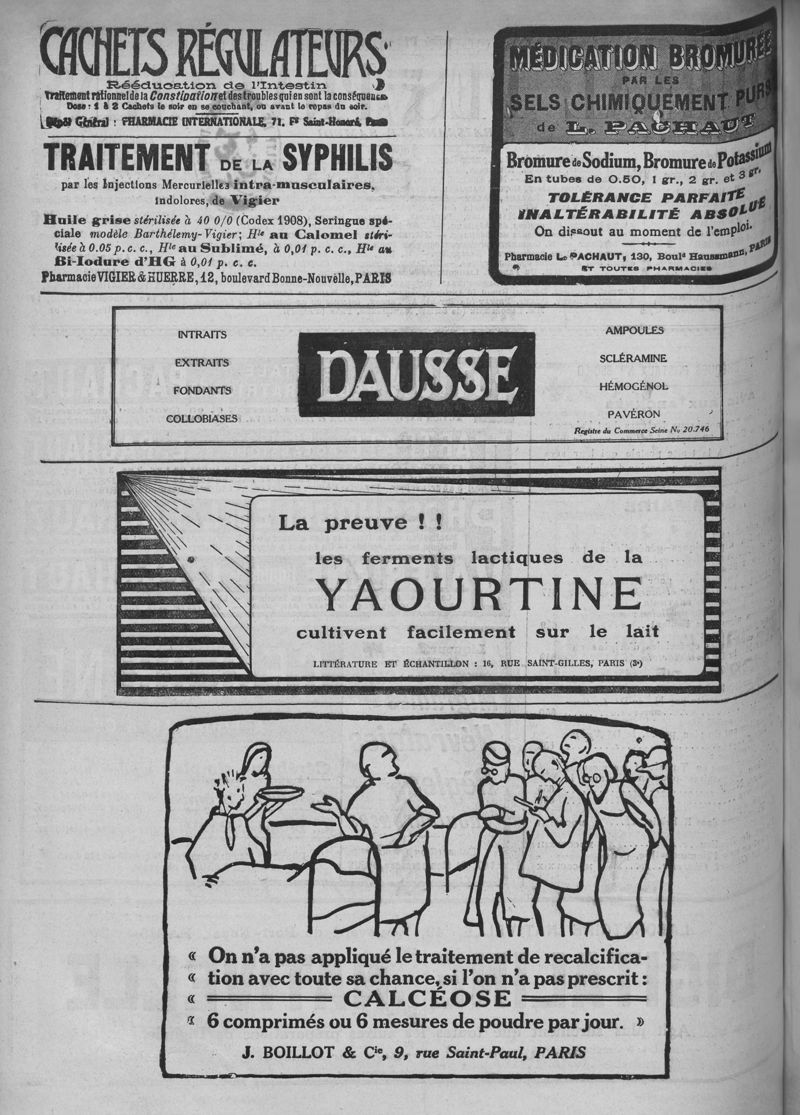 CACHETS RÉGULATEURS
Rééducation de l'Intestin
Traitement rationnel de la Constipation et des troubles qui en sont la conséquence
Dose : 1 à 2 Cachets le soir en se couchant, ou avant le repas du soir.
Dépôt Général : PHARMACIE INTERNATIONALE, 71, Fg Saint-Honoré, Paris
TRAITEMENT DE LA SYPHILIS
par les Injections Mercurielles intra-musculaires,
indolores, de Vigier
Huile grise stérilisée à 40 0/0 (Codex 1908), Seringue spé-
ciale modèle Barthélemy-Vigier; Hle au Calomel stéri-
lisée à 0.05 p. c. c., Hle au Sublimé, à 0,01 p. c. c., Hle au
Bi-Iodure d'HG à 0,01 p. c. c.
Pharmacie VIGIER & HUERRE, 12, boulevard Bonne-Nouvelle, PARIS
MÉDICATION BROMURÉE
PAR LES
SELS CHIMIQUEMENT PURS
de L. PACHAUT
Bromure de Sodium, Bromure de Potassium
En tubes de 0.50, 1 gr., 2 gr. et 3 gr.
TOLÉRANCE PARFAITE
INALTÉRABILITÉ ABSOLUE
On dissout au moment de l'emploi.
Pharmacie L. PACHAUT, 130, Bould Haussmann, PARIS
ET TOUTES PHARMACIES
INTRAITS
EXTRAITS
FONDANTS
COLLOBIASES
DAUSSE
AMPOULES
SCLÉRAMINE
HÉMOGÉNOL
PAVÉRON
Registre du Commerce Seine No 20.746
La preuve ! !
les ferments lactiques de la
YAOURTINE
cultivent facilement sur le lait
LITTÉRATURE ET ÉCHANTILLON : 16, RUE SAINT-GILLES, PARIS (3e)
« On n'a pas appliqué le traitement de recalcifica-
« tion avec toute sa chance, si l'on n'a pas prescrit :
« CALCÉOSE
« 6 comprimés ou 6 mesures de poudre par jour. »
J. BOILLOT & Cie, 9, rue Saint-Paul, PARIS